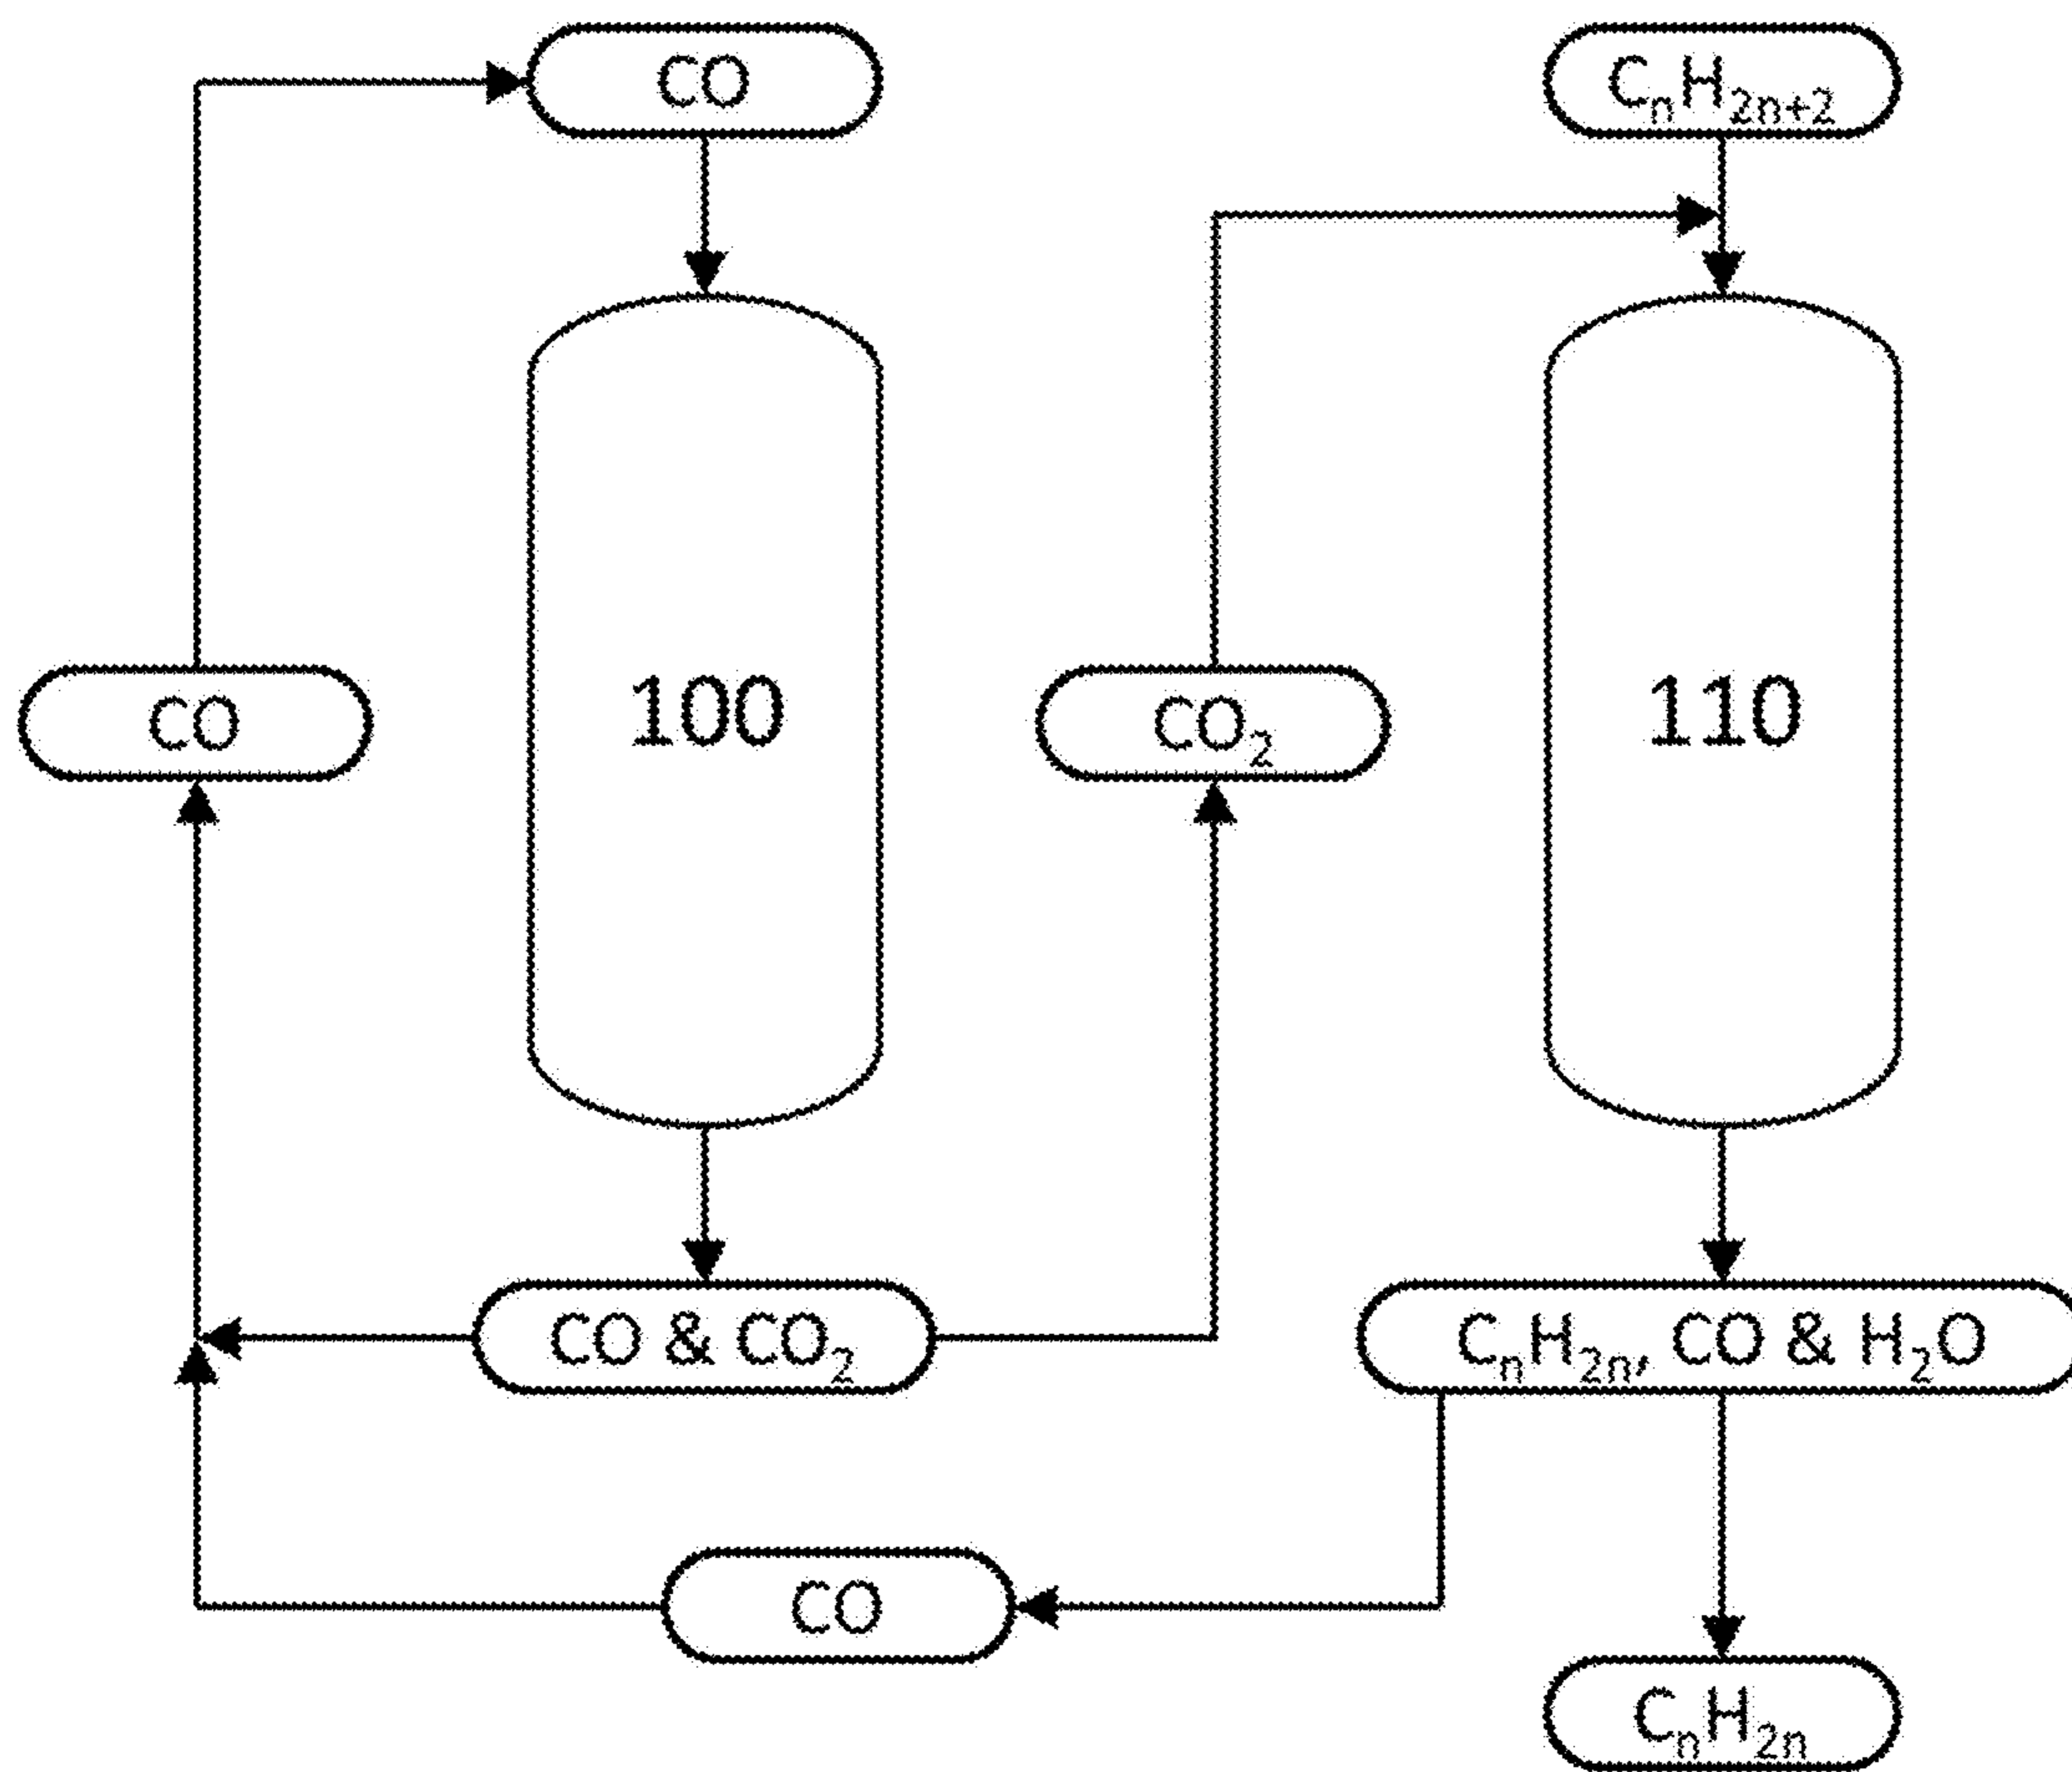 CO
CₙH₂ₙ₊₂
CO
100
CO₂
110
CO & CO₂
CₙH₂ₙ, CO & H₂O
CO
CₙH₂ₙ